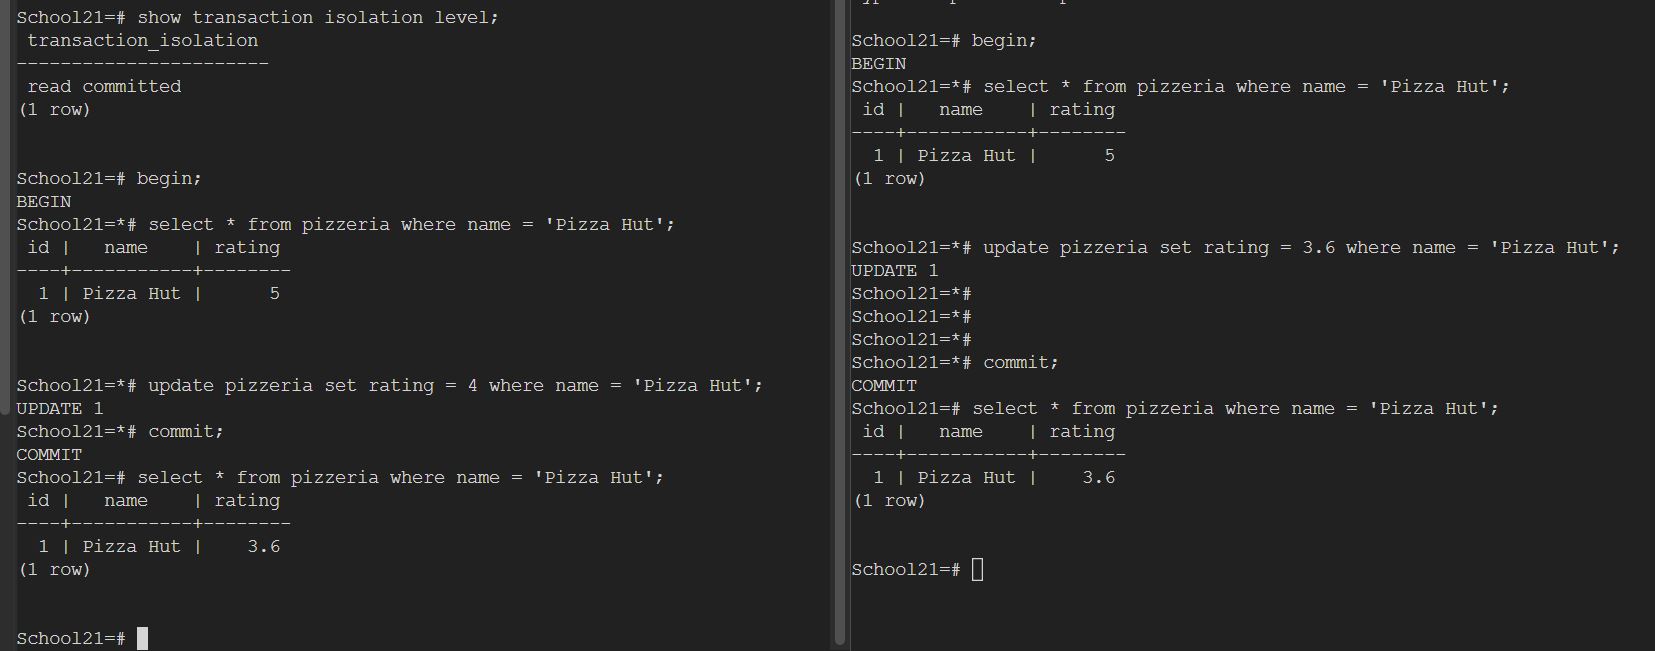 School21=# show transaction isolation level;
 transaction_isolation
-----------------------
 read committed
(1 row)
School21=# begin;
BEGIN
School21=*# select * from pizzeria where name = 'Pizza Hut';
 id |   name    | rating
----+-----------+--------
  1 | Pizza Hut |      5
(1 row)
School21=*# update pizzeria set rating = 4 where name = 'Pizza Hut';
UPDATE 1
School21=*# commit;
COMMIT
School21=# select * from pizzeria where name = 'Pizza Hut';
 id |   name    | rating
----+-----------+--------
  1 | Pizza Hut |    3.6
(1 row)
School21=#
School21=# begin;
BEGIN
School21=*# select * from pizzeria where name = 'Pizza Hut';
 id |   name    | rating
----+-----------+--------
  1 | Pizza Hut |      5
(1 row)
School21=*# update pizzeria set rating = 3.6 where name = 'Pizza Hut';
UPDATE 1
School21=*#
School21=*#
School21=*#
School21=*# commit;
COMMIT
School21=# select * from pizzeria where name = 'Pizza Hut';
 id |   name    | rating
----+-----------+--------
  1 | Pizza Hut |    3.6
(1 row)
School21=#